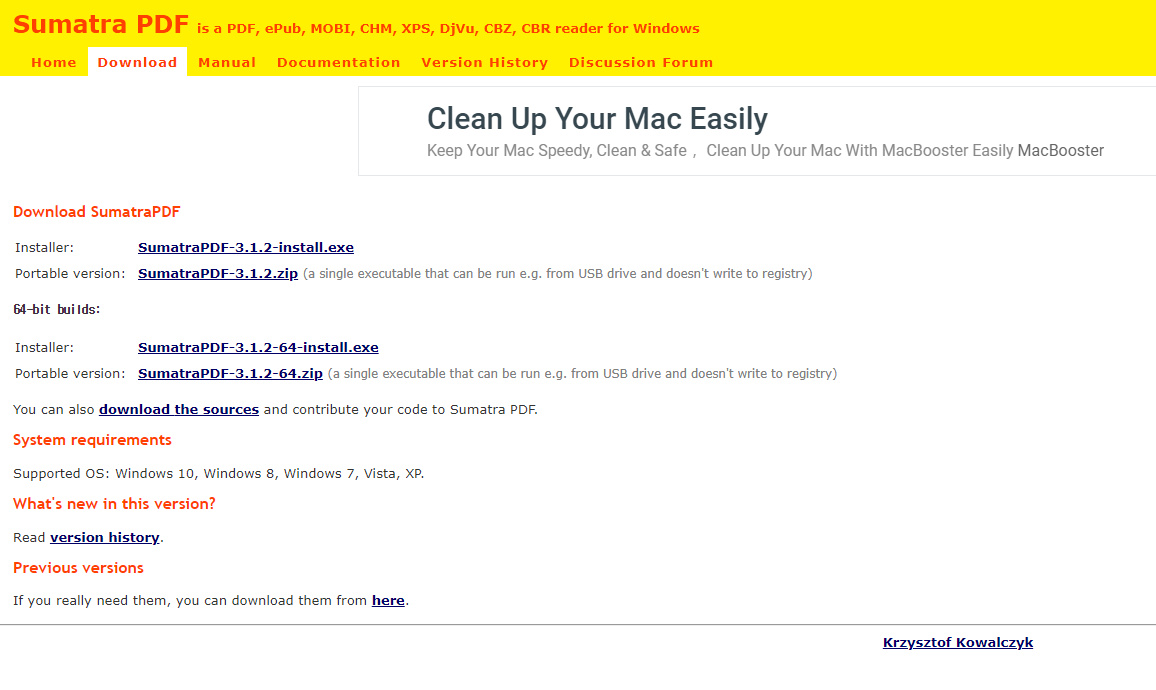 Sumatra PDF is a PDF, ePub, MOBI, CHM, XPS, DjVu, CBZ, CBR reader for Windows
Home Download Manual Documentation Version History Discussion Forum
Clean Up Your Mac Easily
Keep Your Mac Speedy, Clean & Safe , Clean Up Your Mac With MacBooster Easily MacBooster
Download SumatraPDF
Installer: SumatraPDF-3.1.2-install.exe
Portable version: SumatraPDF-3.1.2.zip (a single executable that can be run e.g. from USB drive and doesn't write to registry)
64-bit builds:
Installer: SumatraPDF-3.1.2-64-install.exe
Portable version: SumatraPDF-3.1.2-64.zip (a single executable that can be run e.g. from USB drive and doesn't write to registry)
You can also download the sources and contribute your code to Sumatra PDF.
System requirements
Supported OS: Windows 10, Windows 8, Windows 7, Vista, XP.
What's new in this version?
Read version history.
Previous versions
If you really need them, you can download them from here.
Krzysztof Kowalczyk